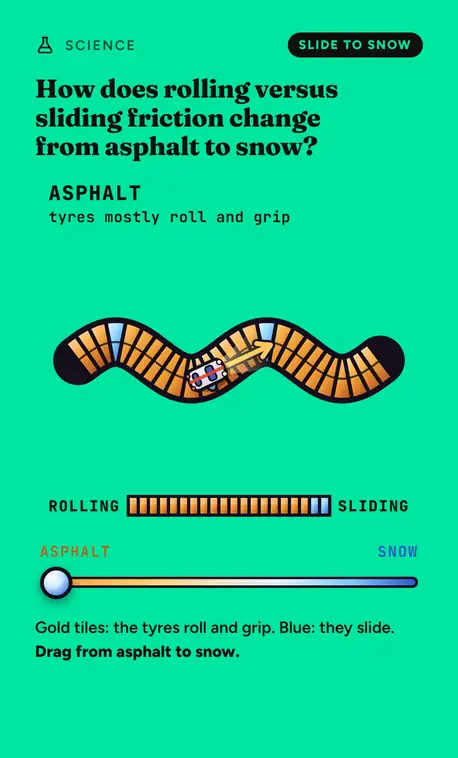 SCIENCE
SLIDE TO SNOW
How does rolling versus
sliding friction change
from asphalt to snow?
ASPHALT
tyres mostly roll and grip
ROLLING
SLIDING
ASPHALT
SNOW
Gold tiles: the tyres roll and grip. Blue: they slide.
Drag from asphalt to snow.